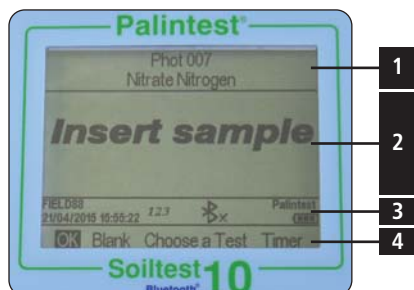 Palintest®
Phot 007
Nitrate Nitrogen
Insert sample
FIELD88 Palintest
21/04/2015 15:55:22 123
OK Blank Choose a Test Timer
Soiltest 10
Bluetooth®
1
2
3
4